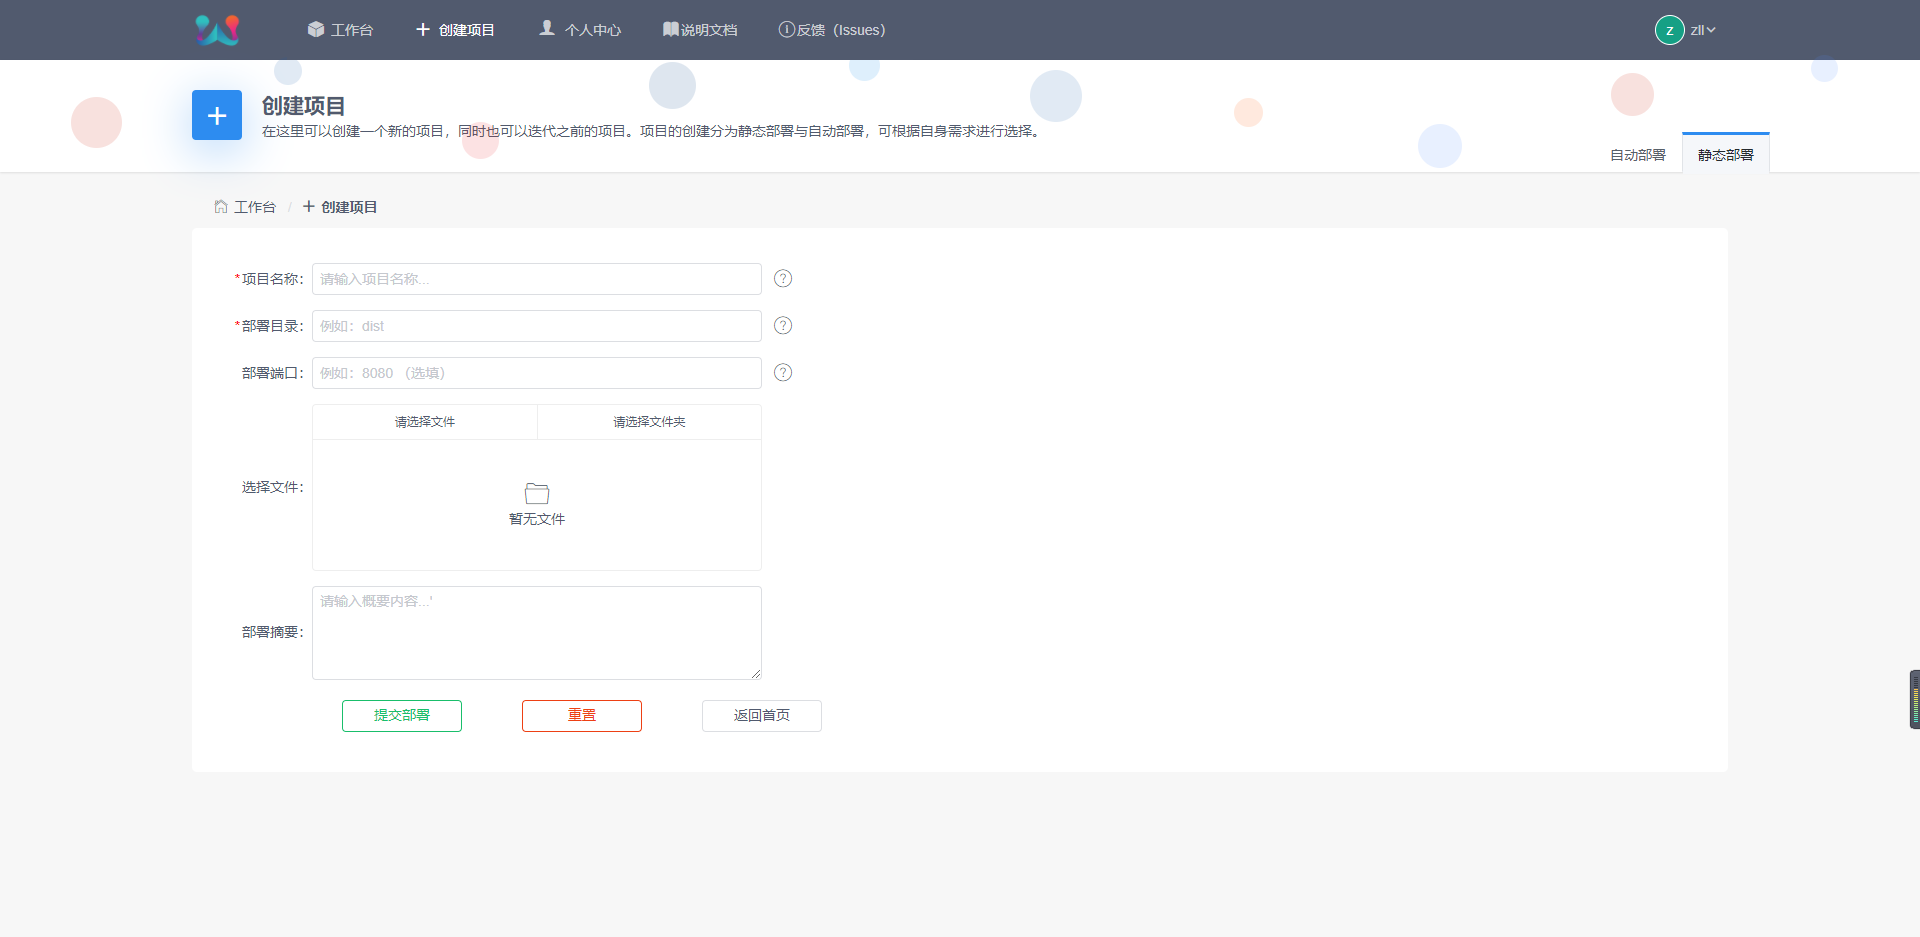 工作台
创建项目
个人中心
说明文档
反馈（Issues）
z
zll
创建项目
在这里可以创建一个新的项目，同时也可以迭代之前的项目。项目的创建分为静态部署与自动部署，可根据自身需求进行选择。
自动部署
静态部署
工作台 / 创建项目
*项目名称： 请输入项目名称...
*部署目录： 例如：dist
部署端口： 例如：8080 （选填）
请选择文件
请选择文件夹
选择文件：
暂无文件
请输入概要内容...'
部署摘要：
提交部署
重置
返回首页